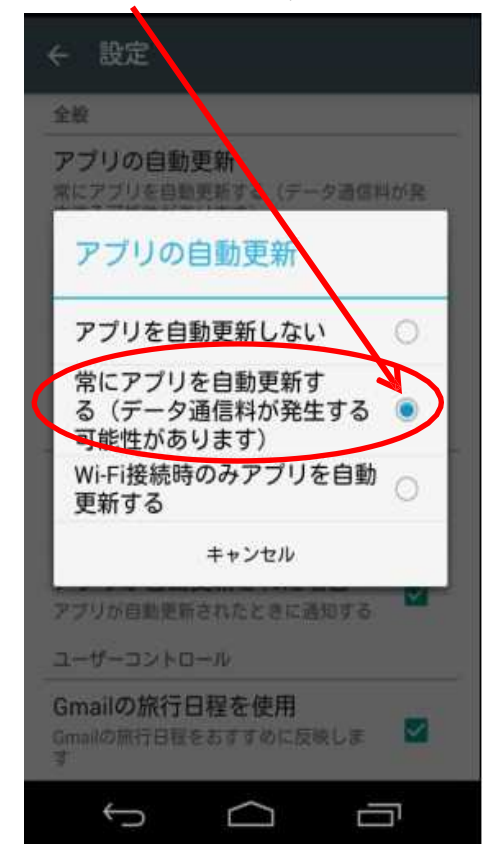 設定
全般
アプリの自動更新
常にアプリを自動更新する（データ通信料が発
アプリの自動更新
アプリを自動更新しない
常にアプリを自動更新す
る（データ通信料が発生する
可能性があります）
Wi-Fi接続時のみアプリを自動
更新する
キャンセル
アプリが自動更新されたときに通知する
ユーザーコントロール
Gmailの旅行日程を使用
Gmailの旅行日程をおすすめに反映しま
す